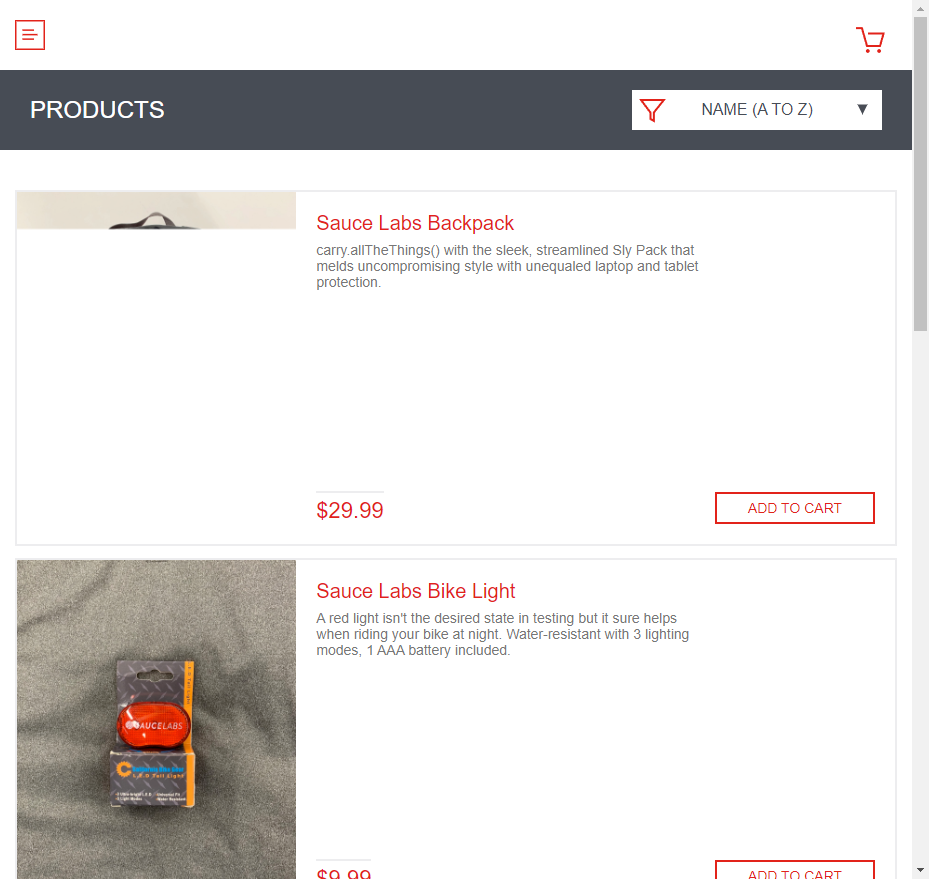 PRODUCTS
NAME (A TO Z)
Sauce Labs Backpack
carry.allTheThings() with the sleek, streamlined Sly Pack that
melds uncompromising style with unequaled laptop and tablet
protection.
$29.99
ADD TO CART
Sauce Labs Bike Light
A red light isn't the desired state in testing but it sure helps
when riding your bike at night. Water-resistant with 3 lighting
modes, 1 AAA battery included.
SAUCELABS
L.E.D Tail Light
$9.99
ADD TO CART